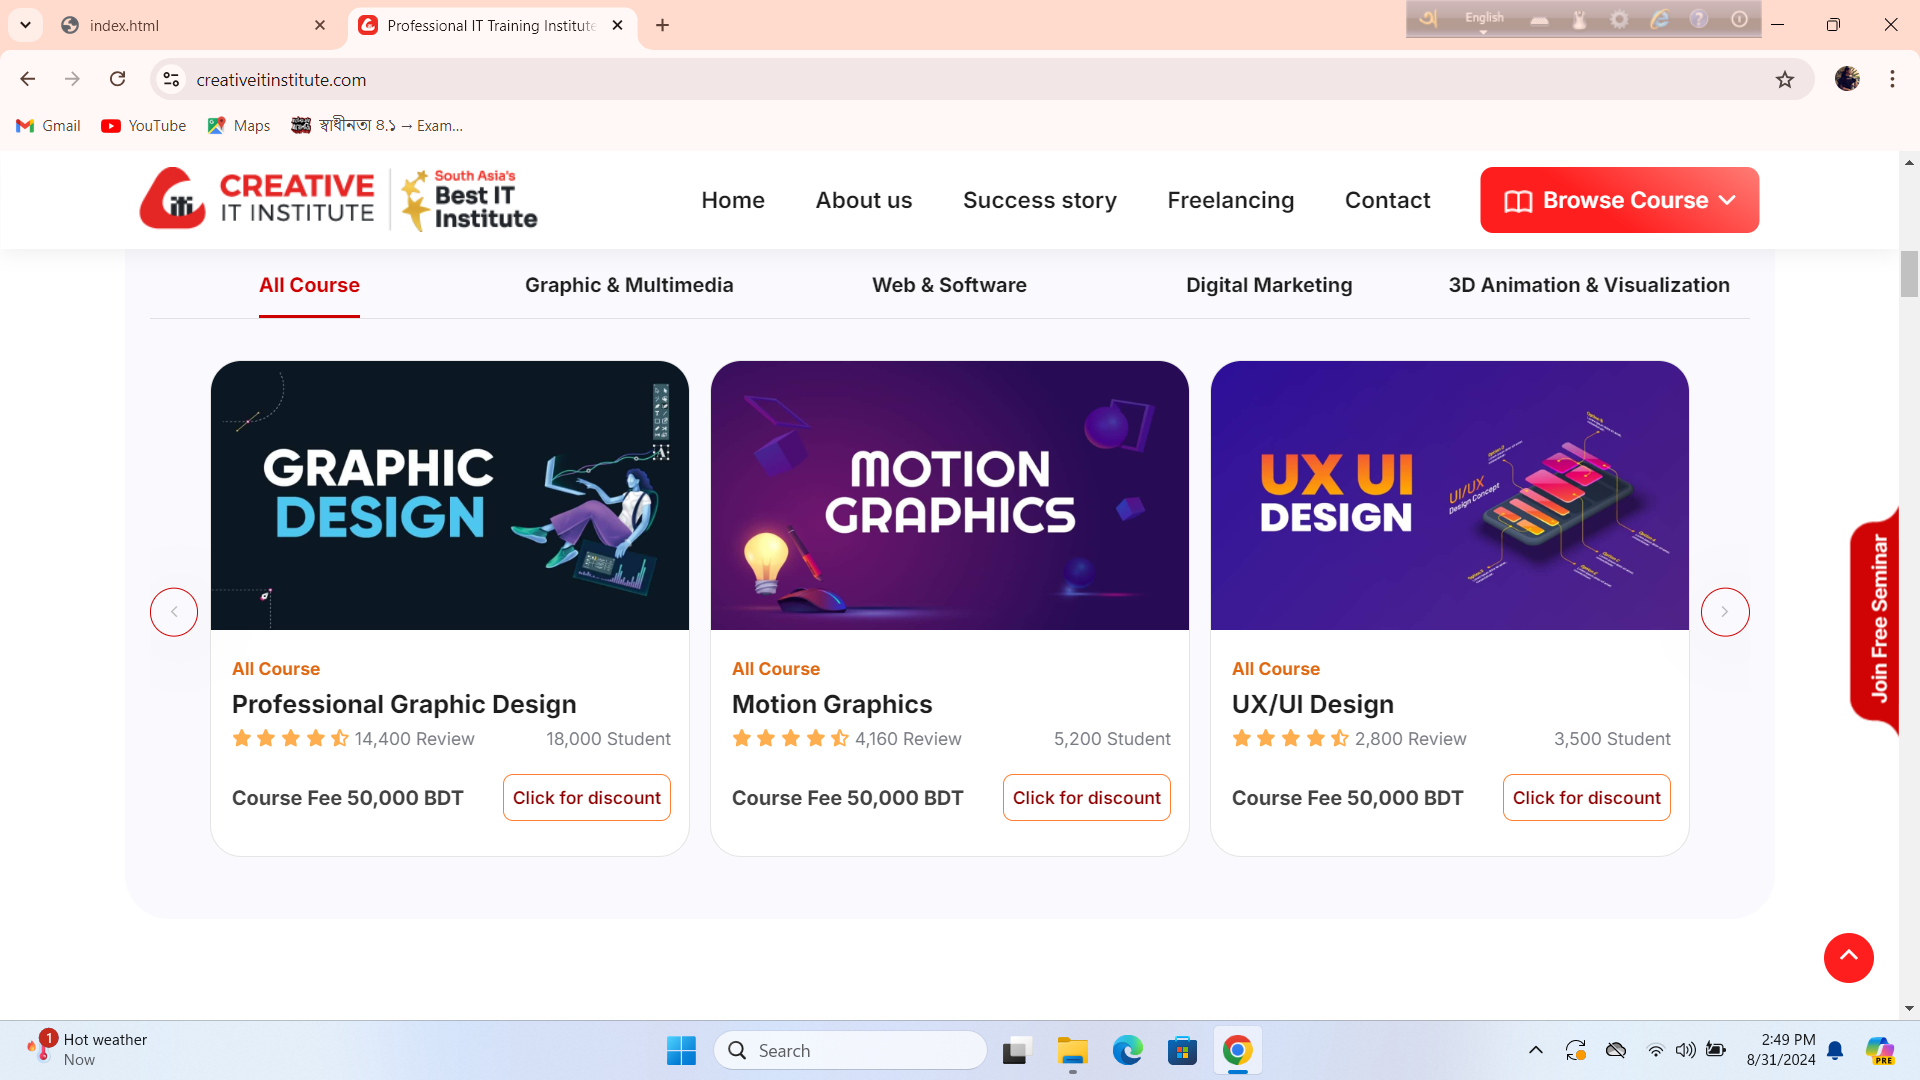 index.html
Professional IT Training Institute
English
creativeitinstitute.com
Gmail
YouTube
Maps
স্বাধীনতা ৪.১ → Exam...
CREATIVE
IT INSTITUTE
South Asia's
Best IT
Institute
Home
About us
Success story
Freelancing
Contact
Browse Course
All Course
Graphic & Multimedia
Web & Software
Digital Marketing
3D Animation & Visualization
GRAPHIC
DESIGN
MOTION
GRAPHICS
UX UI
DESIGN
UI/UX
Design Concept
All Course
Professional Graphic Design
14,400 Review
18,000 Student
Course Fee 50,000 BDT
Click for discount
All Course
Motion Graphics
4,160 Review
5,200 Student
Course Fee 50,000 BDT
Click for discount
All Course
UX/UI Design
2,800 Review
3,500 Student
Course Fee 50,000 BDT
Click for discount
Join Free Seminar
1
Hot weather
Now
Search
2:49 PM
8/31/2024
PRE